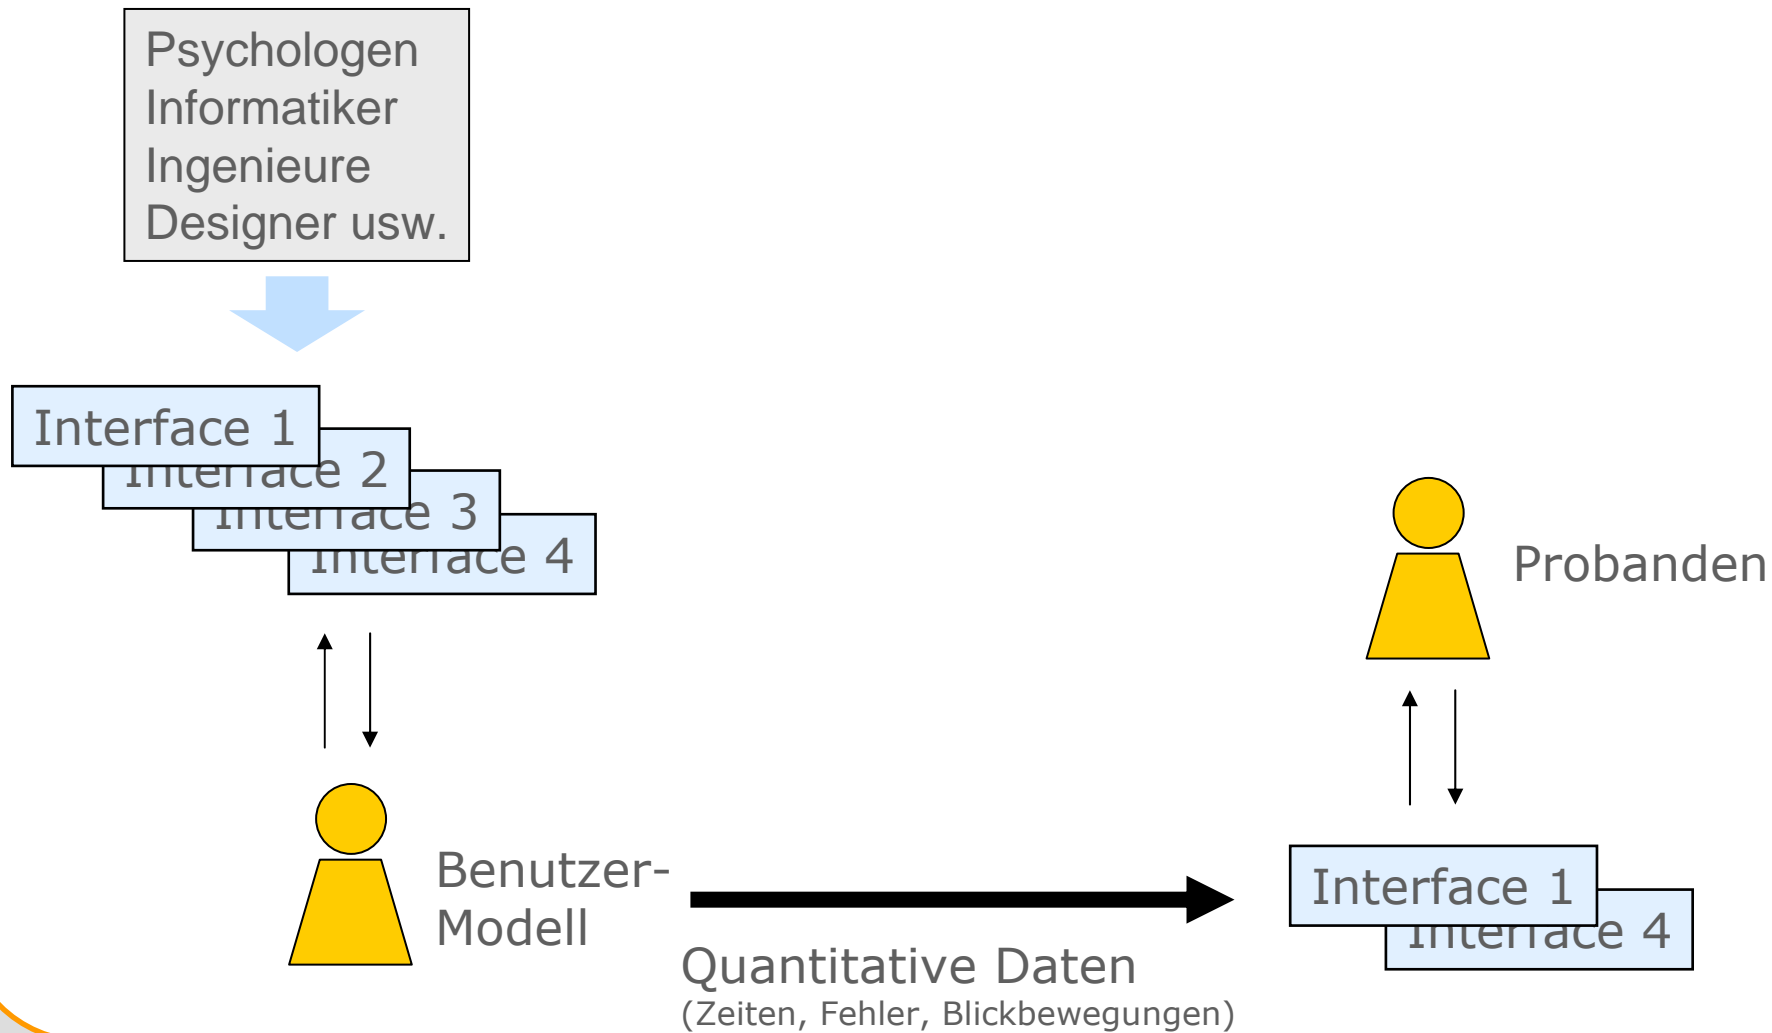 Psychologen
Informatiker
Ingenieure
Designer usw.
Interface 1
Interface 2
Interface 3
Interface 4
Benutzer-
Modell
Quantitative Daten
(Zeiten, Fehler, Blickbewegungen)
Probanden
Interface 1
Interface 4